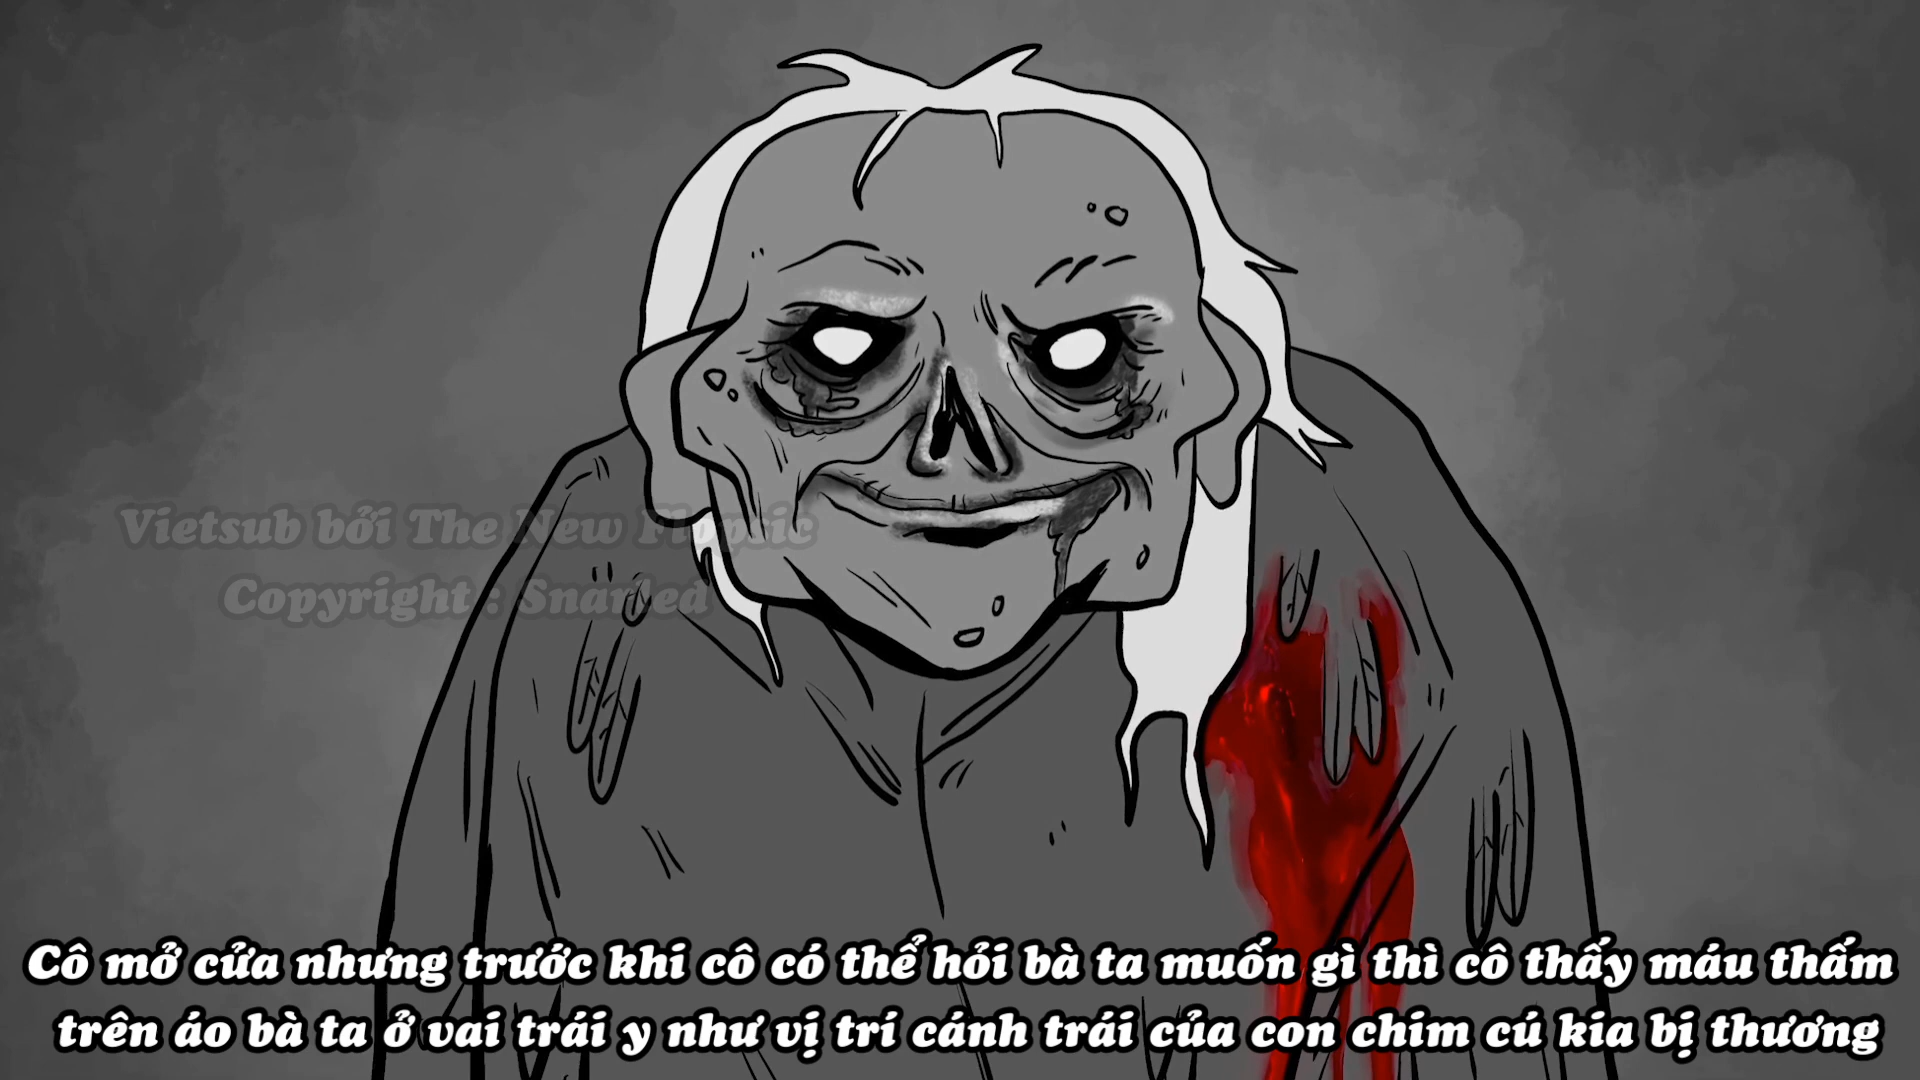 Vietsub bởi The New Flopsic
Copyright : Snarled
Cô mở cửa nhưng trước khi cô có thể hỏi bà ta muốn gì thì cô thấy máu thấm
trên áo bà ta ở vai trái y như vị trí cánh trái của con chim cú kia bị thương